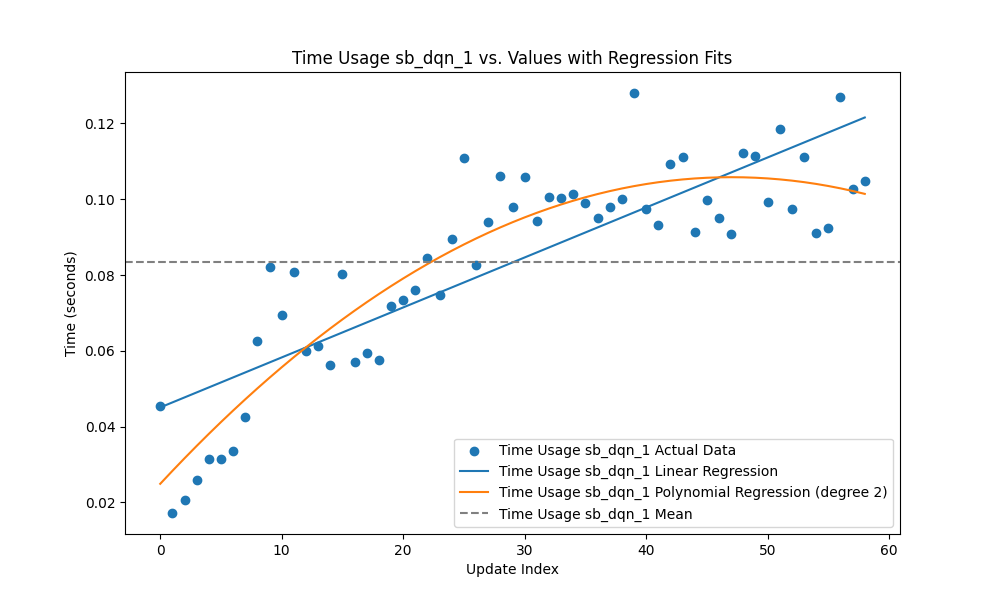 Time Usage sb_dqn_1 vs. Values with Regression Fits
Time (seconds)
0.12
0.10
0.08
0.06
0.04
0.02
Time Usage sb_dqn_1 Actual Data
Time Usage sb_dqn_1 Linear Regression
Time Usage sb_dqn_1 Polynomial Regression (degree 2)
Time Usage sb_dqn_1 Mean
0 10 20 30 40 50 60
Update Index